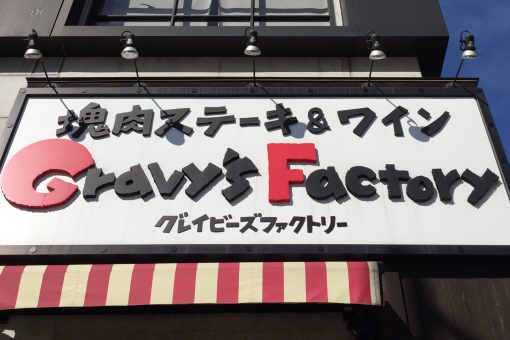 塊肉ステーキ&ワイン
Gravy's Factory
グレイビーズファクトリー